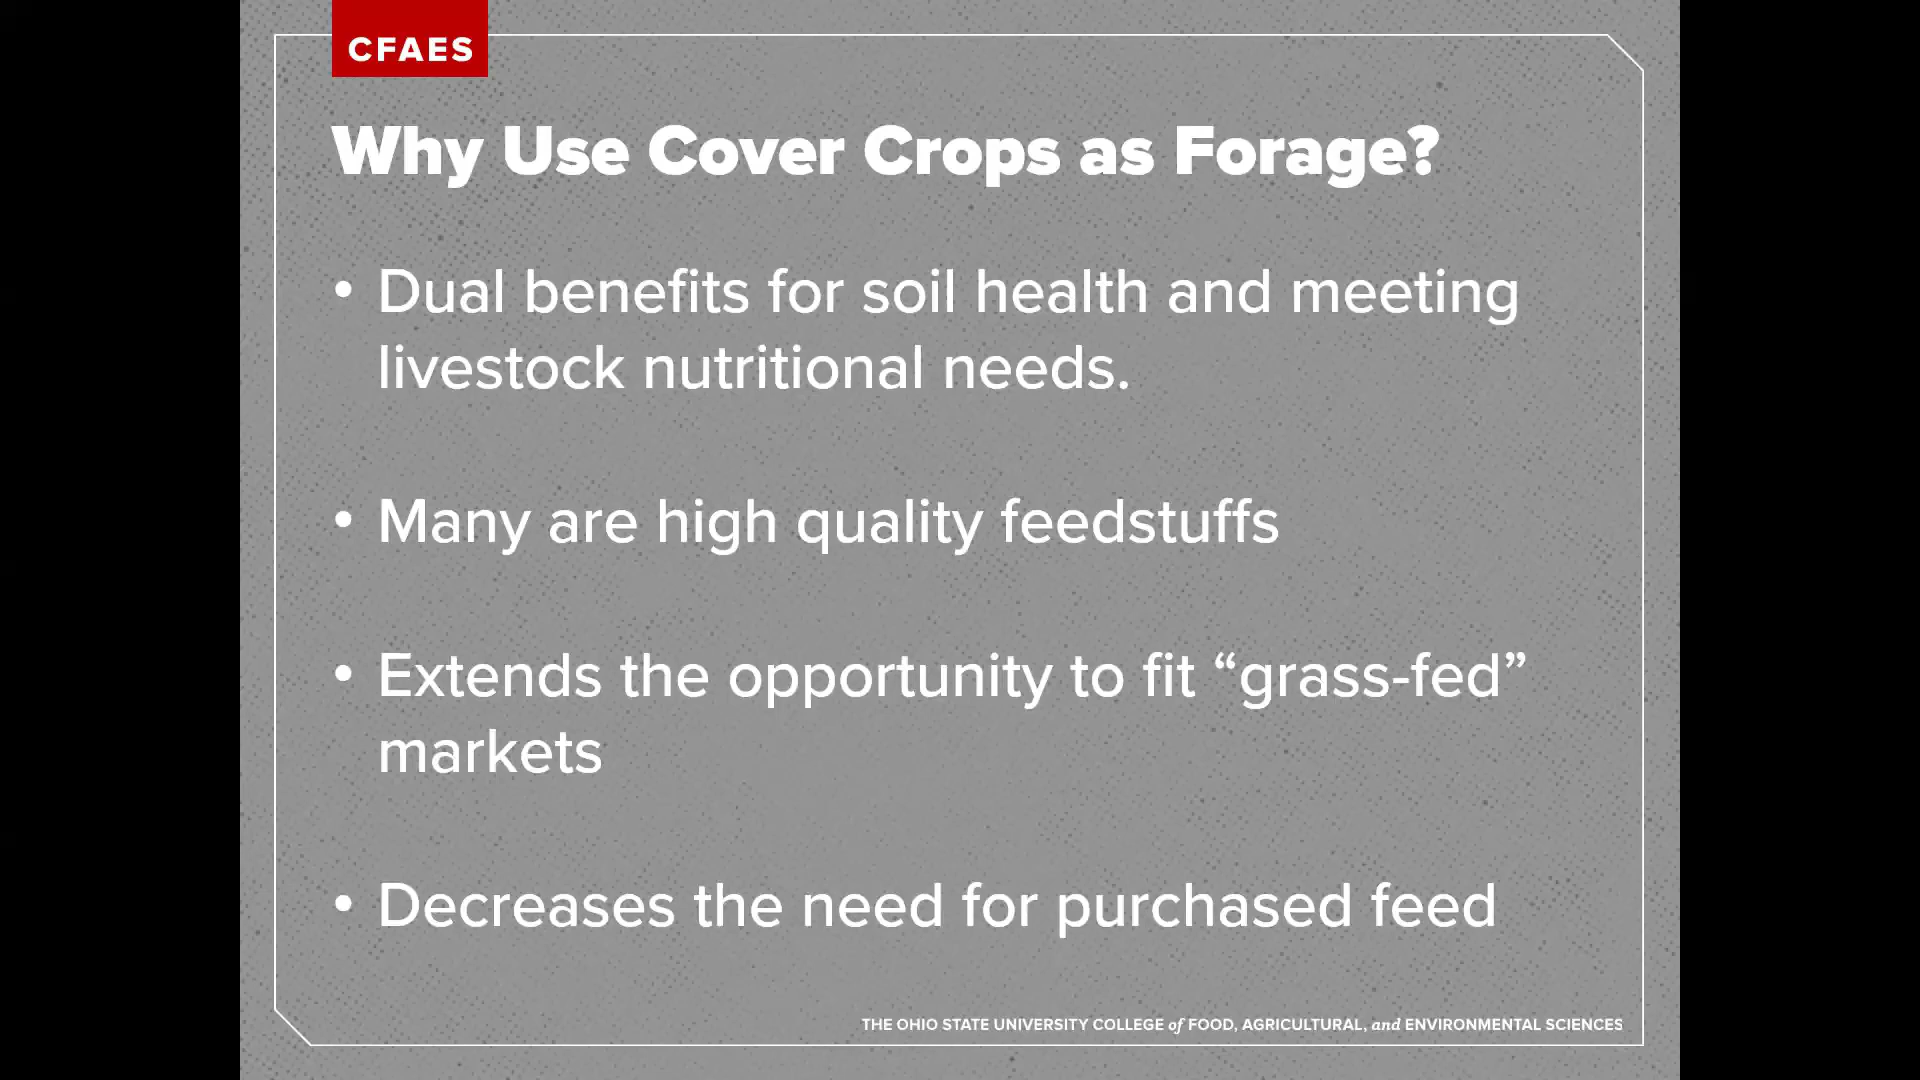 CFAES
Why Use Cover Crops as Forage?
• Dual benefits for soil health and meeting
livestock nutritional needs.
• Many are high quality feedstuffs
• Extends the opportunity to fit “grass-fed”
markets
• Decreases the need for purchased feed
THE OHIO STATE UNIVERSITY COLLEGE of FOOD, AGRICULTURAL, and ENVIRONMENTAL SCIENCES